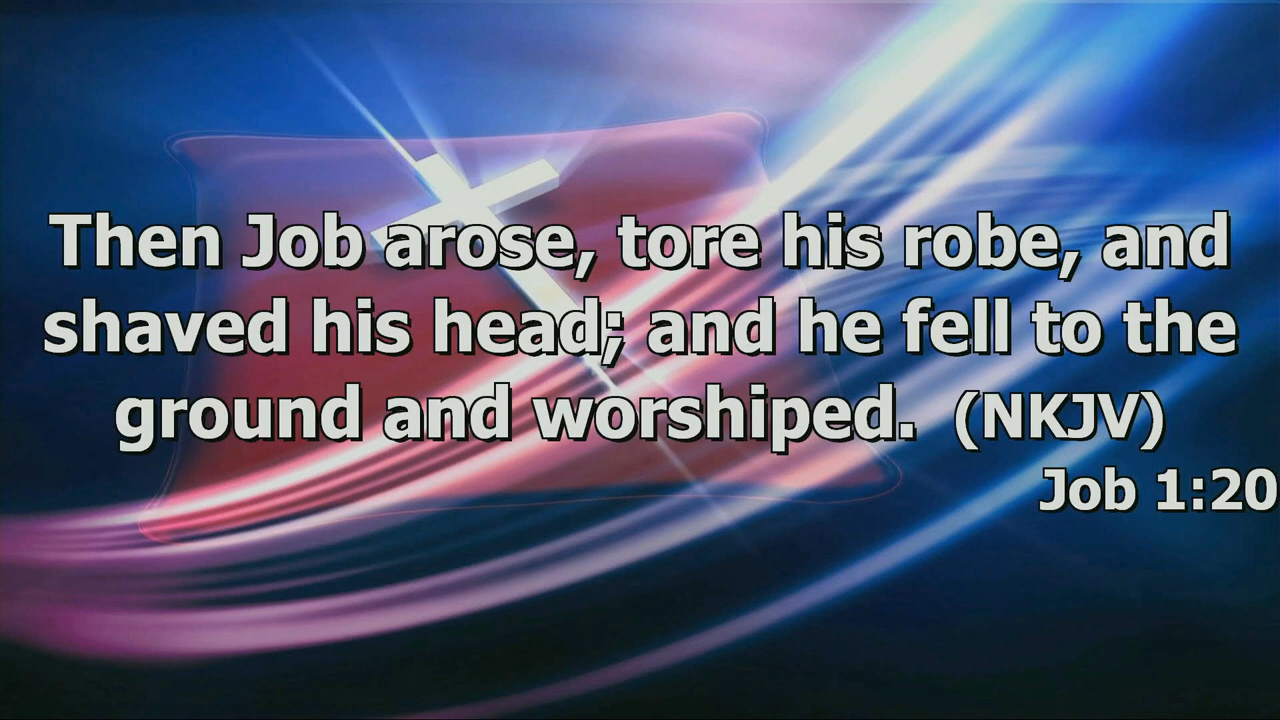 Then Job arose, tore his robe, and
shaved his head; and he fell to the
ground and worshiped. (NKJV)
Job 1:20